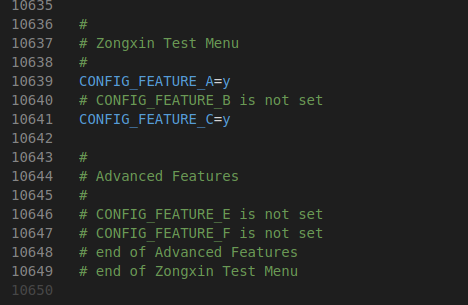 10635
10636 #
10637 # Zongxin Test Menu
10638 #
10639 CONFIG_FEATURE_A=y
10640 # CONFIG_FEATURE_B is not set
10641 CONFIG_FEATURE_C=y
10642
10643 #
10644 # Advanced Features
10645 #
10646 # CONFIG_FEATURE_E is not set
10647 # CONFIG_FEATURE_F is not set
10648 # end of Advanced Features
10649 # end of Zongxin Test Menu
10650